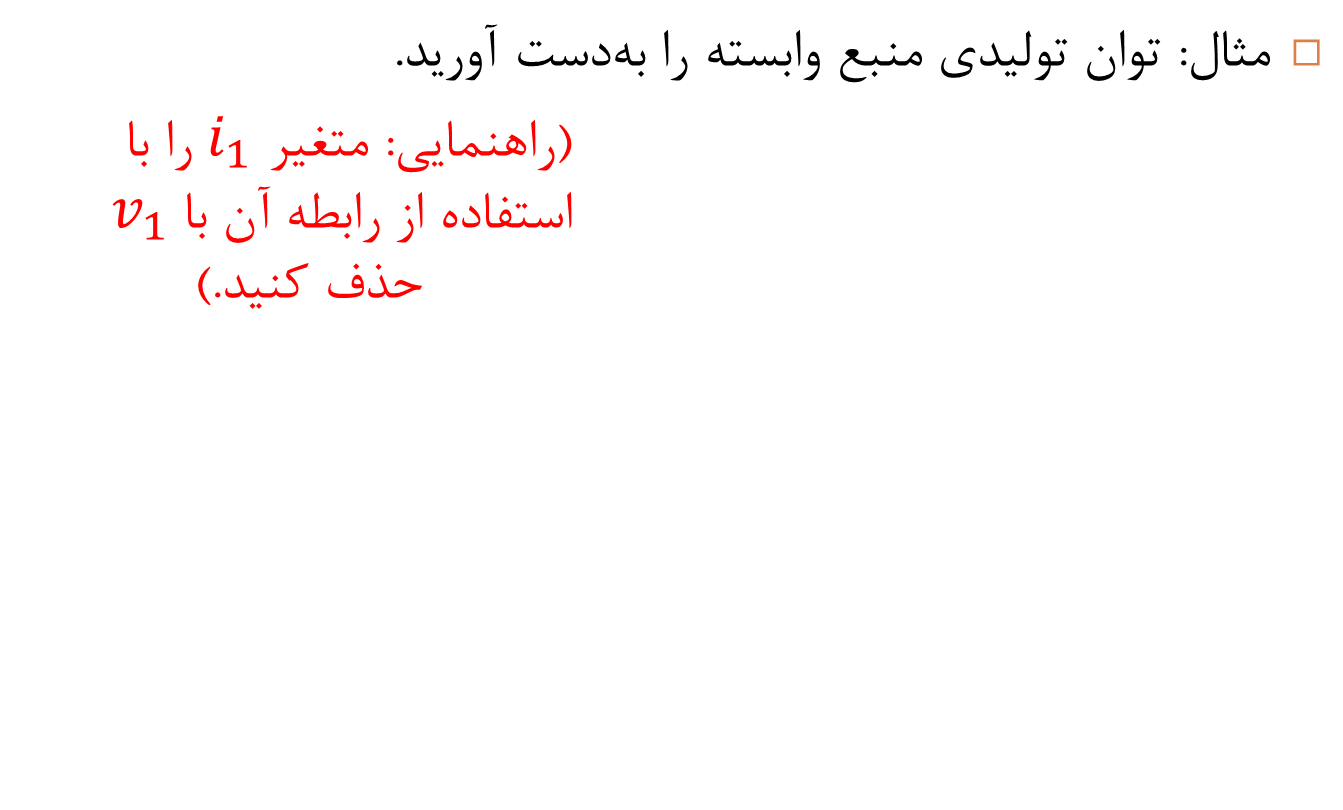 مثال: توان تولیدی منبع وابسته را به‌دست آورید.
(راهنمایی: متغیر i₁ را با
استفاده از رابطه آن با v₁
حذف کنید.)